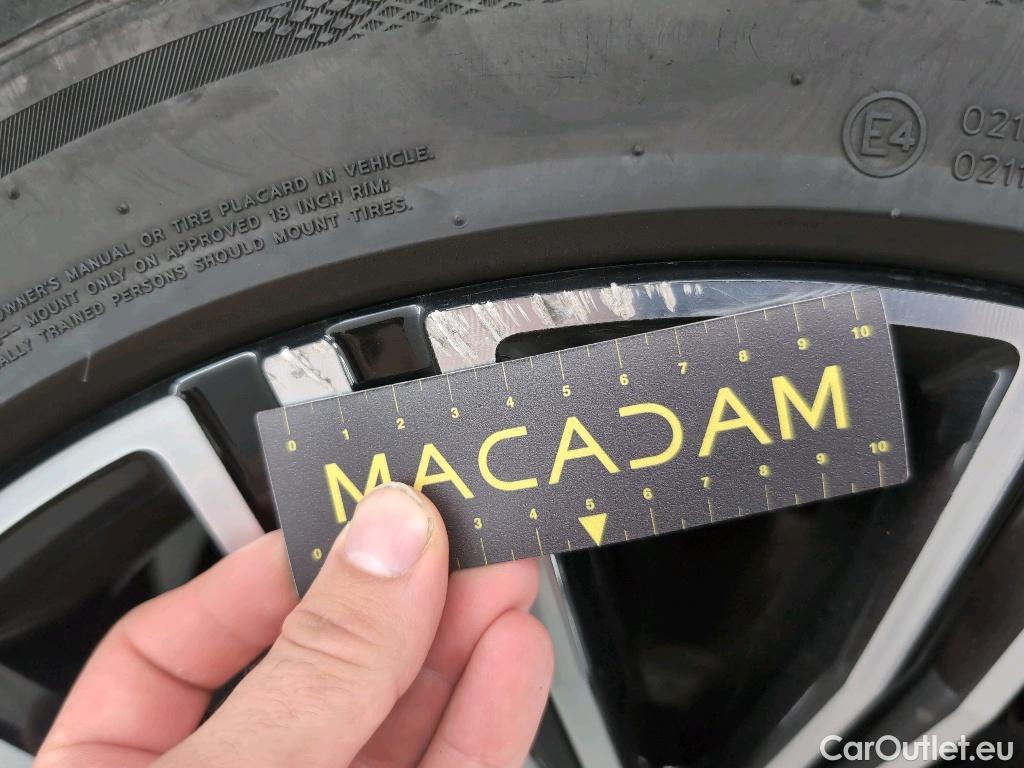 OWNER'S MANUAL OR TIRE PLACARD IN VEHICLE.
MOUNT ONLY ON APPROVED 18 INCH RIM;
TRAINED PERSONS SHOULD MOUNT TIRES.
E4
021
0211
0 1 2 3 4 5 6 7 8 9 10
MACADAM
0 3 4 5 6 7 8 9 10
CarOutlet.eu